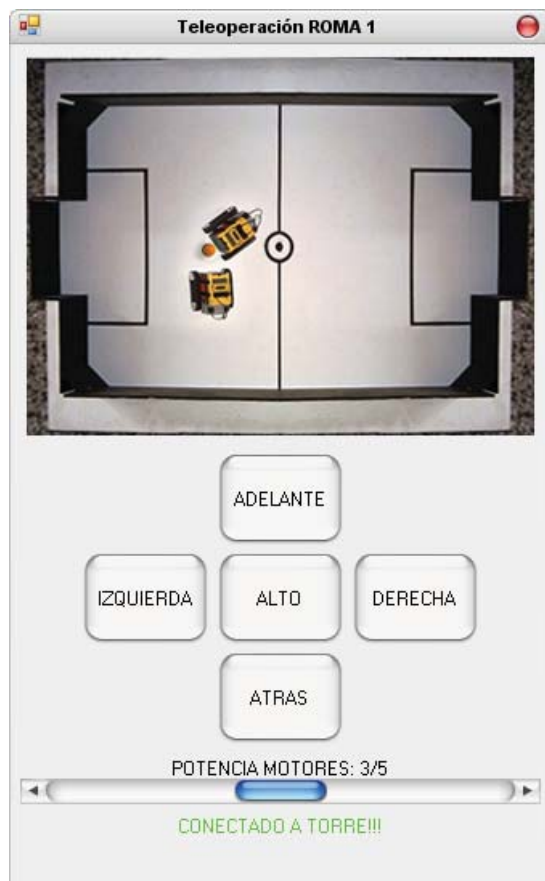 Teleoperación ROMA 1
ADELANTE
IZQUIERDA ALTO DERECHA
ATRAS
POTENCIA MOTORES: 3/5
CONECTADO A TORRE!!!